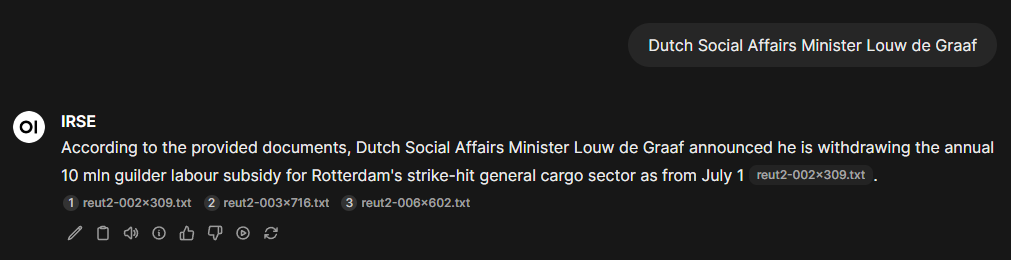 Dutch Social Affairs Minister Louw de Graaf
OI
IRSE
According to the provided documents, Dutch Social Affairs Minister Louw de Graaf announced he is withdrawing the annual
10 mln guilder labour subsidy for Rotterdam's strike-hit general cargo sector as from July 1 reut2-002×309.txt .
1 reut2-002×309.txt 2 reut2-003×716.txt 3 reut2-006×602.txt